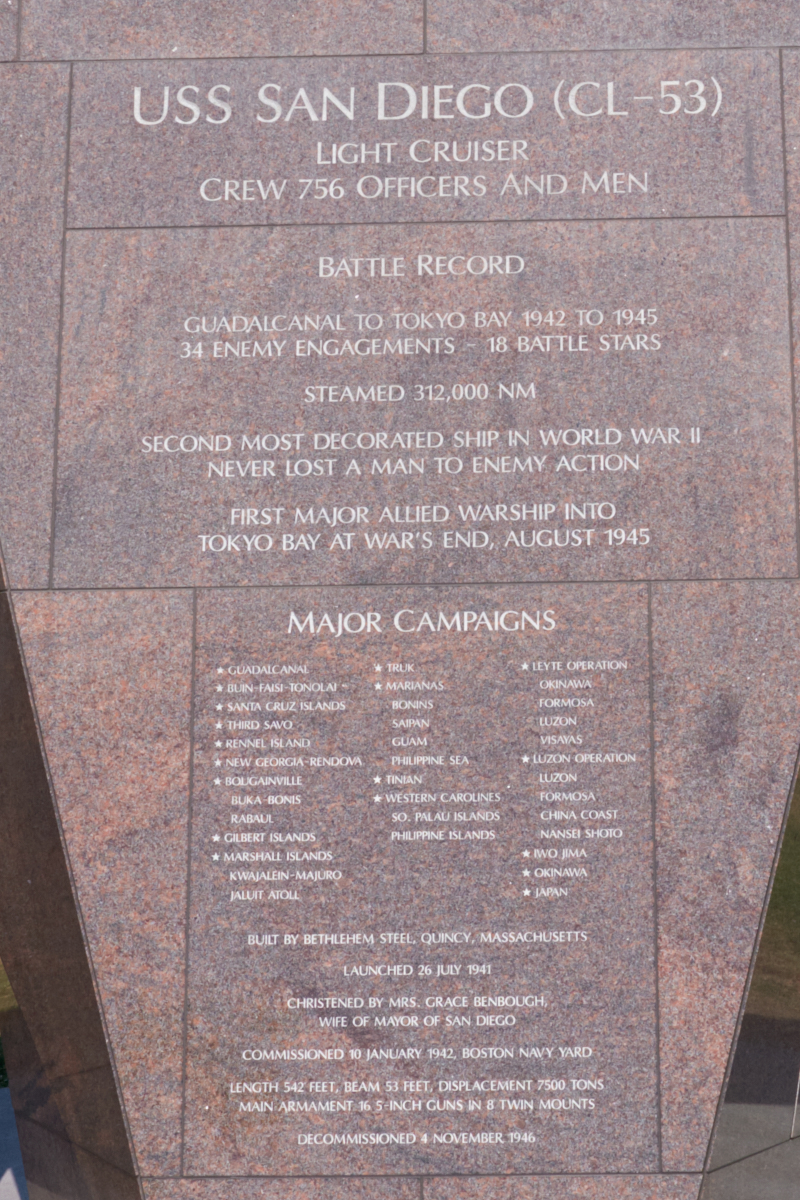 USS SAN DIEGO (CL-53)
LIGHT CRUISER
CREW 756 OFFICERS AND MEN
BATTLE RECORD
GUADALCANAL TO TOKYO BAY 1942 TO 1945
34 ENEMY ENGAGEMENTS - 18 BATTLE STARS
STEAMED 312,000 NM
SECOND MOST DECORATED SHIP IN WORLD WAR II
NEVER LOST A MAN TO ENEMY ACTION
FIRST MAJOR ALLIED WARSHIP INTO
TOKYO BAY AT WAR'S END, AUGUST 1945
MAJOR CAMPAIGNS
★ GUADALCANAL
★ BUIN-FAISI-TONOLAI
★ SANTA CRUZ ISLANDS
★ THIRD SAVO
★ RENNEL ISLAND
★ NEW GEORGIA-RENDOVA
★ BOUGAINVILLE
BUKA-BONIS
RABAUL
★ GILBERT ISLANDS
★ MARSHALL ISLANDS
KWAJALEIN-MAJURO
JALUIT ATOLL
★ TRUK
★ MARIANAS
BONINS
SAIPAN
GUAM
PHILIPPINE SEA
★ TINIAN
★ WESTERN CAROLINES
SO. PALAU ISLANDS
PHILIPPINE ISLANDS
★ LEYTE OPERATION
OKINAWA
FORMOSA
LUZON
VISAYAS
★ LUZON OPERATION
LUZON
FORMOSA
CHINA COAST
NANSEI SHOTO
★ IWO JIMA
★ OKINAWA
★ JAPAN
BUILT BY BETHLEHEM STEEL, QUINCY, MASSACHUSETTS
LAUNCHED 26 JULY 1941
CHRISTENED BY MRS. GRACE BENBOUGH,
WIFE OF MAYOR OF SAN DIEGO
COMMISSIONED 10 JANUARY 1942, BOSTON NAVY YARD
LENGTH 542 FEET, BEAM 53 FEET, DISPLACEMENT 7500 TONS
MAIN ARMAMENT 16 5-INCH GUNS IN 8 TWIN MOUNTS
DECOMMISSIONED 4 NOVEMBER 1946